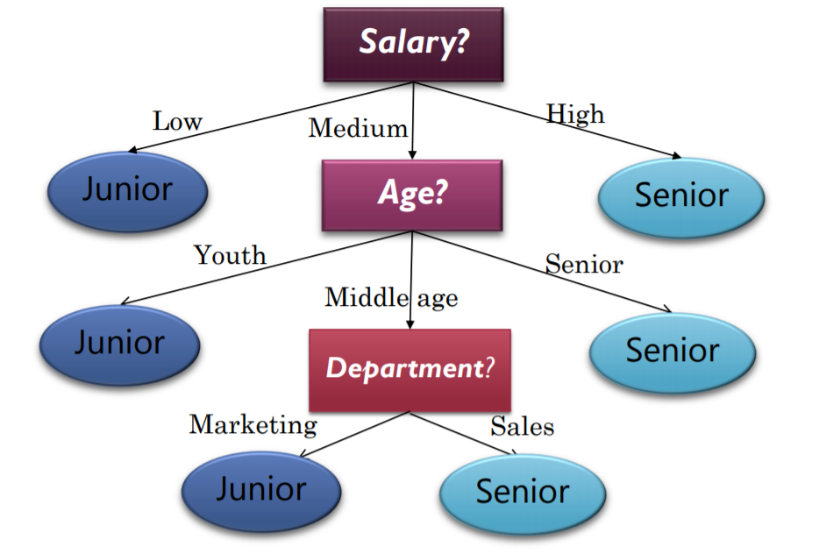 Salary?
Low
Medium
High
Junior
Age?
Senior
Youth
Middle age
Senior
Junior
Department?
Senior
Marketing
Sales
Junior
Senior